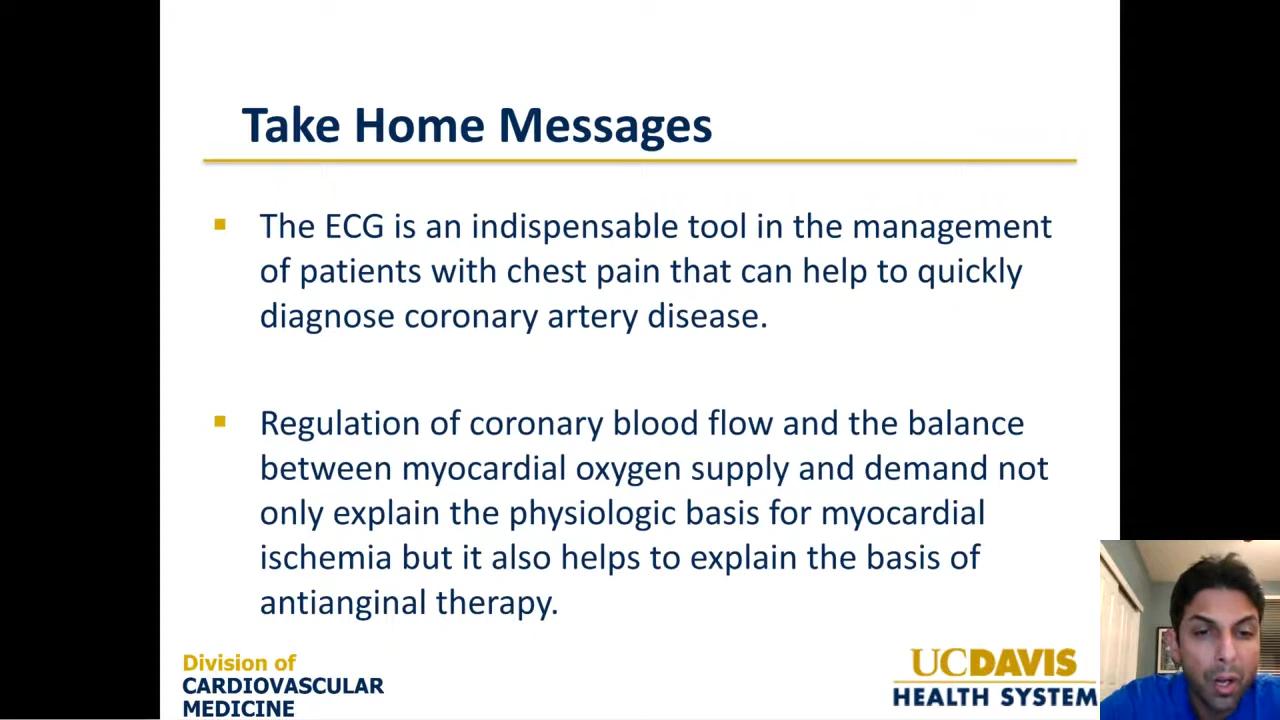 Take Home Messages
▪ The ECG is an indispensable tool in the management
of patients with chest pain that can help to quickly
diagnose coronary artery disease.
▪ Regulation of coronary blood flow and the balance
between myocardial oxygen supply and demand not
only explain the physiologic basis for myocardial
ischemia but it also helps to explain the basis of
antianginal therapy.
Division of
CARDIOVASCULAR
MEDICINE
UCDAVIS
HEALTH SYSTEM